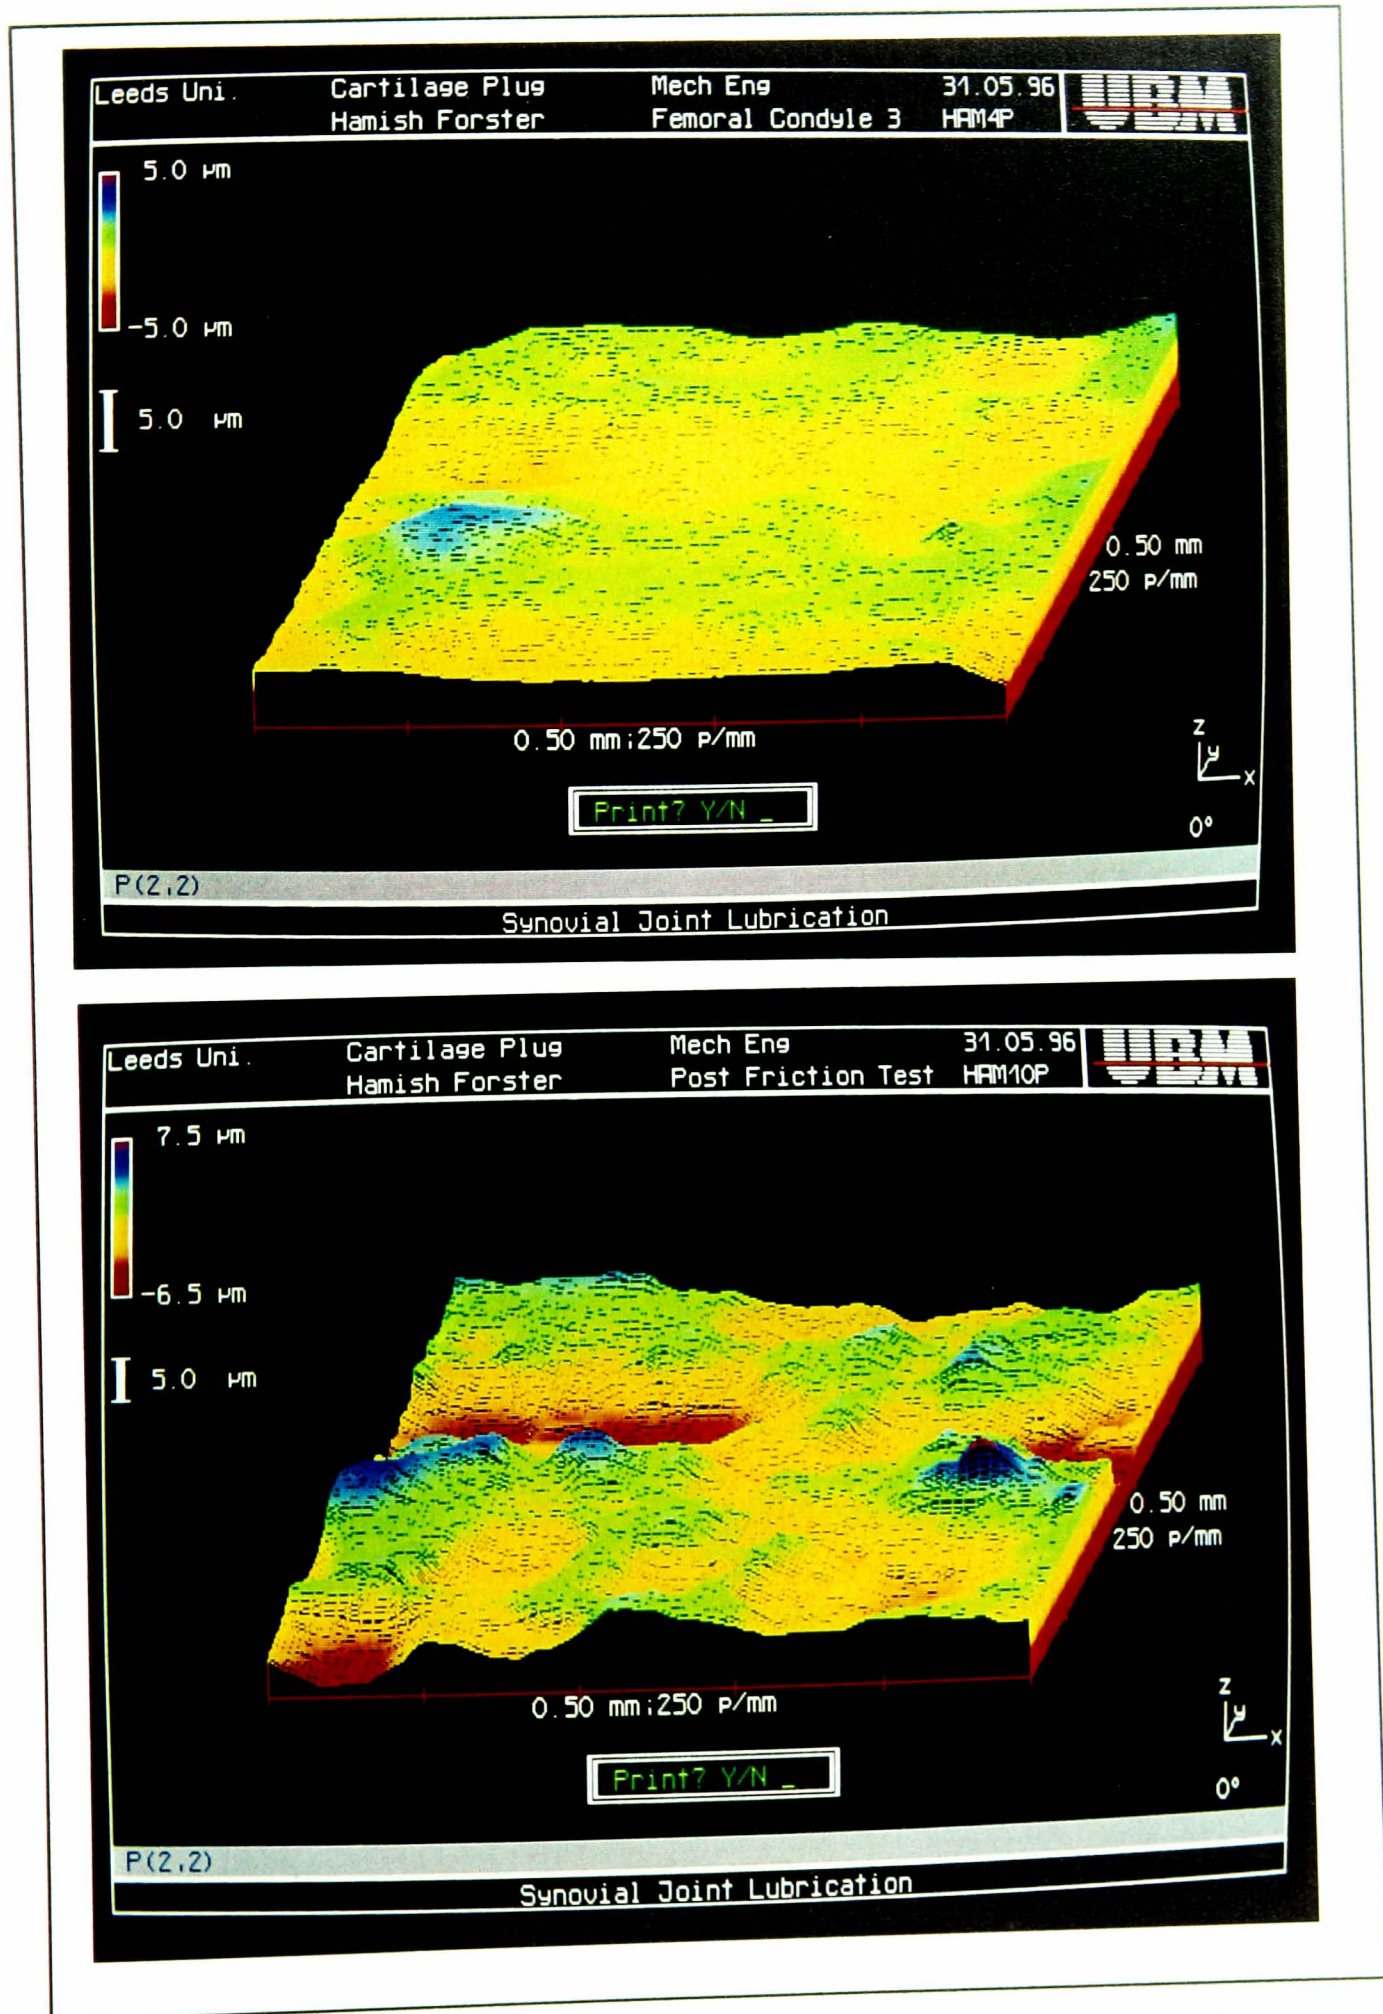 Leeds Uni. Cartilage Plug Mech Eng 31.05.96 UBM
Hamish Forster Femoral Condyle 3 HAM4P
5.0 µm
-5.0 µm
5.0 µm
0.50 mm
250 p/mm
0.50 mm;250 p/mm
z
y
x
Print? Y/N _
0°
P(2,2)
Synovial Joint Lubrication
Leeds Uni. Cartilage Plug Mech Eng 31.05.96 UBM
Hamish Forster Post Friction Test HAM10P
7.5 µm
-6.5 µm
5.0 µm
0.50 mm
250 p/mm
0.50 mm;250 p/mm
z
y
x
Print? Y/N _
0°
P(2,2)
Synovial Joint Lubrication